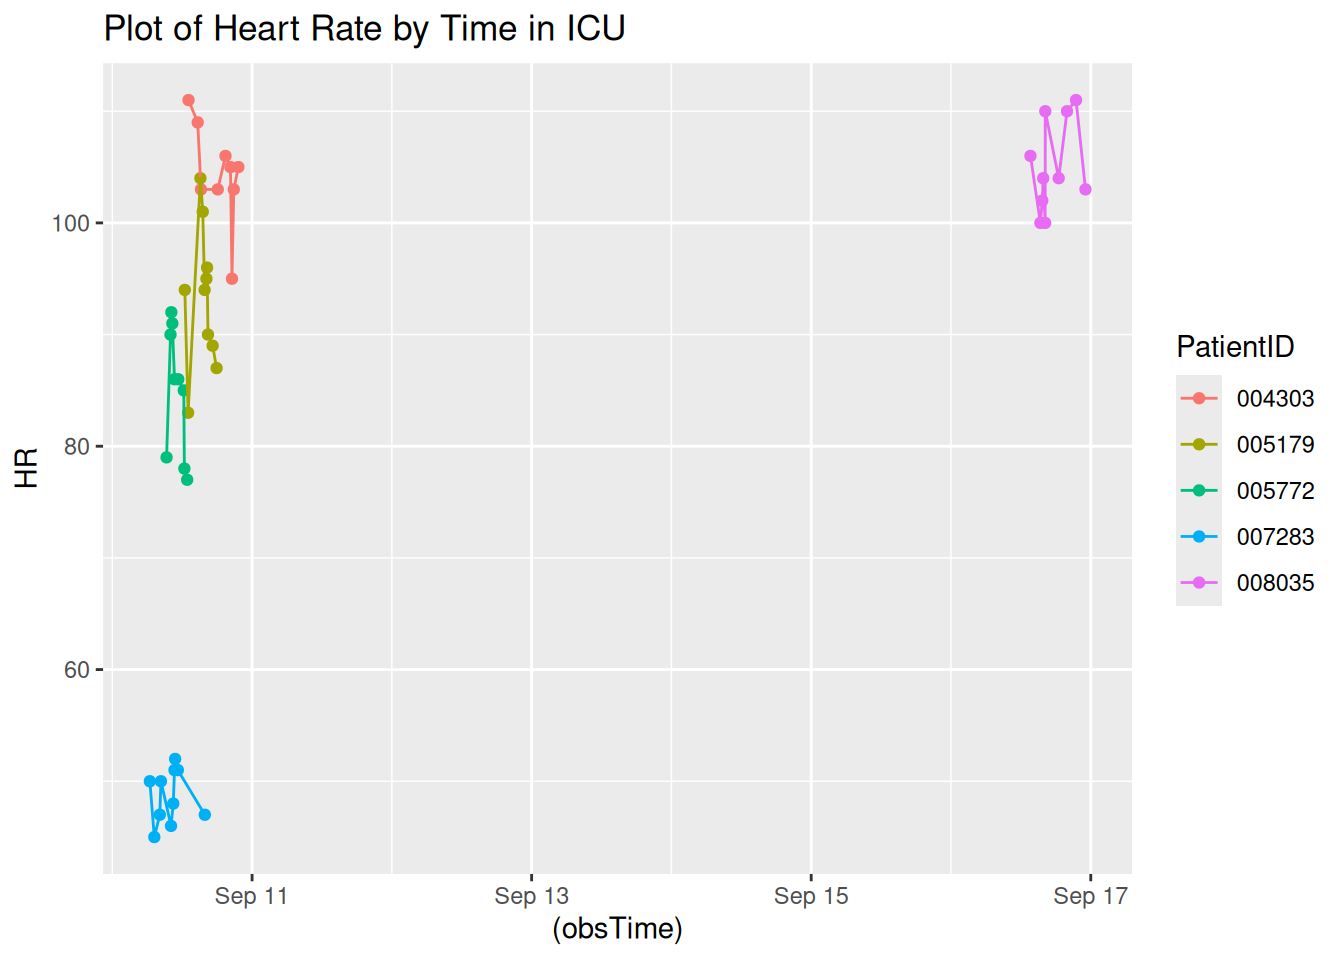 Plot of Heart Rate by Time in ICU
HR
100
80
60
Sep 11
Sep 13
Sep 15
Sep 17
(obsTime)
PatientID
004303
005179
005772
007283
008035